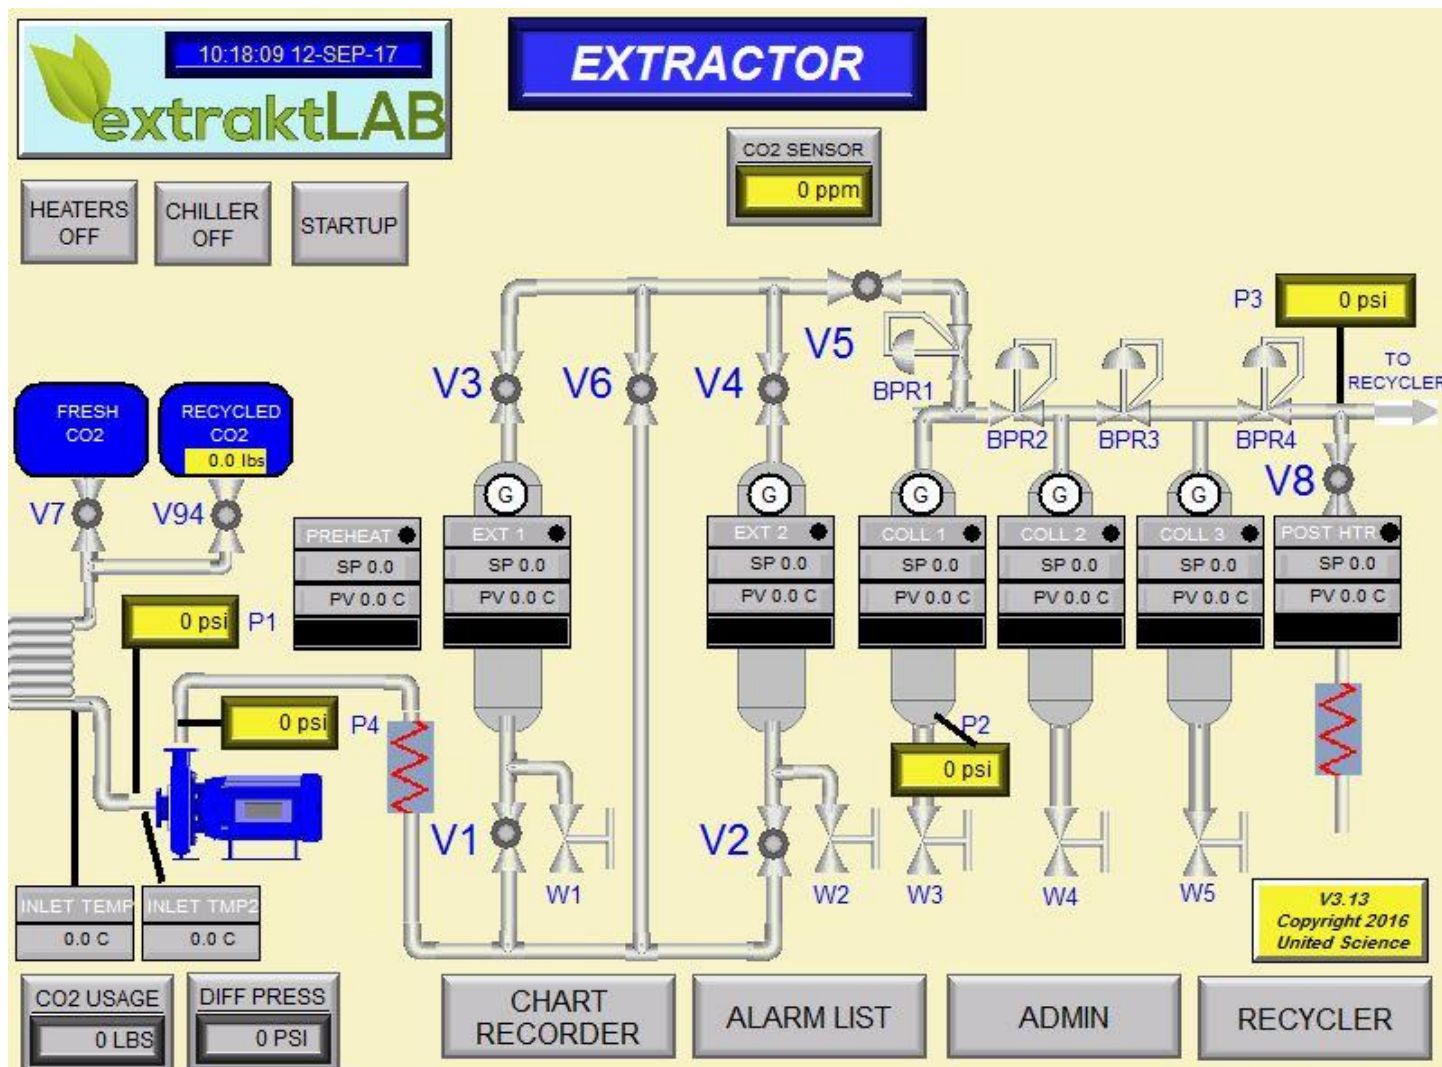 10:18:09 12-SEP-17
extraktLAB
EXTRACTOR
CO2 SENSOR
0 ppm
HEATERS
OFF
CHILLER
OFF
STARTUP
P3
0 psi
V5
TO
RECYCLER
V3
V6
V4
BPR1
BPR2
BPR3
BPR4
FRESH
CO2
RECYCLED
CO2
0.0 lbs
V7
V94
V8
G
G
G
G
G
PREHEAT
SP 0.0
PV 0.0 C
EXT 1
SP 0.0
PV 0.0 C
EXT 2
SP 0.0
PV 0.0 C
COLL 1
SP 0.0
PV 0.0 C
COLL 2
SP 0.0
PV 0.0 C
COLL 3
SP 0.0
PV 0.0 C
POST HTR
SP 0.0
PV 0.0 C
0 psi
P1
0 psi
P4
P2
0 psi
V1
W1
V2
W2
W3
W4
W5
INLET TEMP
0.0 C
INLET TMP2
0.0 C
V3.13
Copyright 2016
United Science
CO2 USAGE
0 LBS
DIFF PRESS
0 PSI
CHART
RECORDER
ALARM LIST
ADMIN
RECYCLER